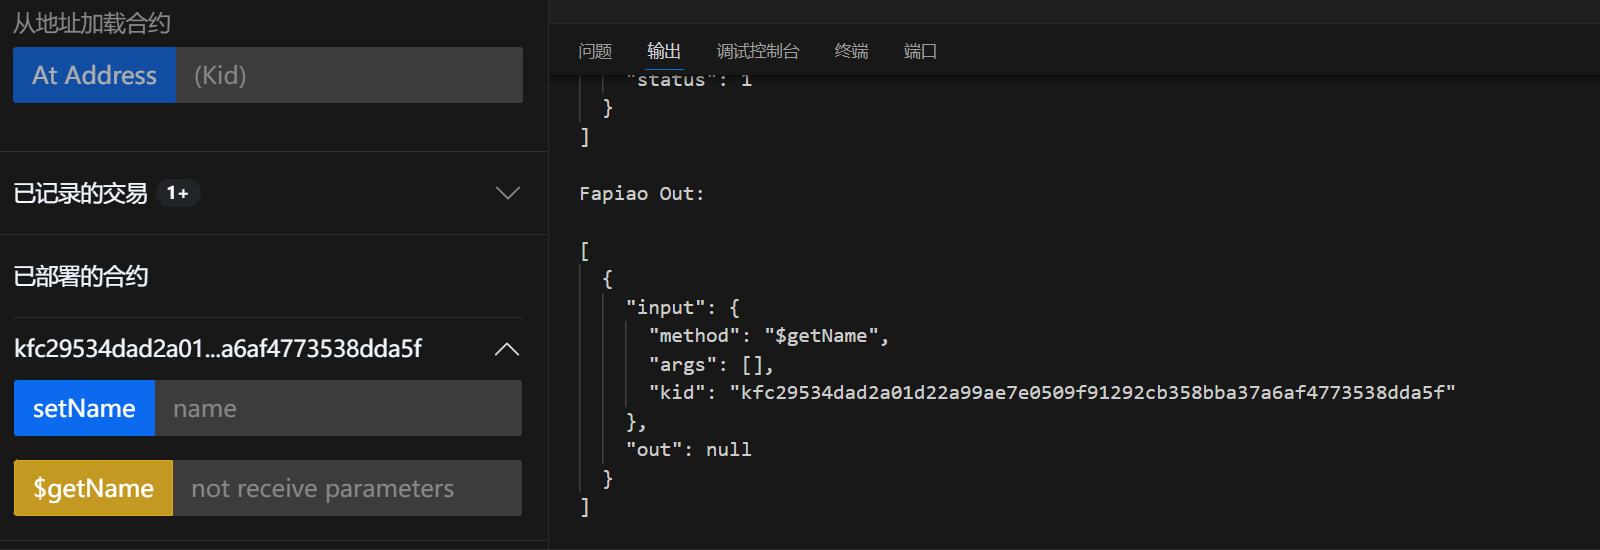 从地址加载合约
At Address (Kid)
已记录的交易 1+
已部署的合约
kfc29534dad2a01...a6af4773538dda5f
setName name
$getName not receive parameters
问题 输出 调试控制台 终端 端口
"status": 1
}
]
Fapiao Out:
[
{
"input": {
"method": "$getName",
"args": [],
"kid": "kfc29534dad2a01d22a99ae7e0509f91292cb358bba37a6af4773538dda5f"
},
"out": null
}
]